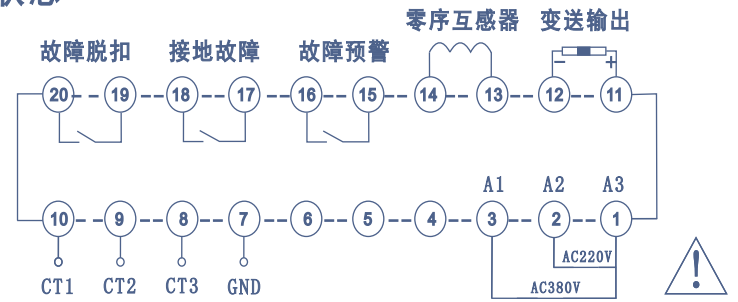 零序互感器 变送输出
故障脱扣 接地故障 故障预警
− +
20 19 18 17 16 15 14 13 12 11
A1 A2 A3
10 9 8 7 6 5 4 3 2 1
AC220V
CT1 CT2 CT3 GND AC380V
!